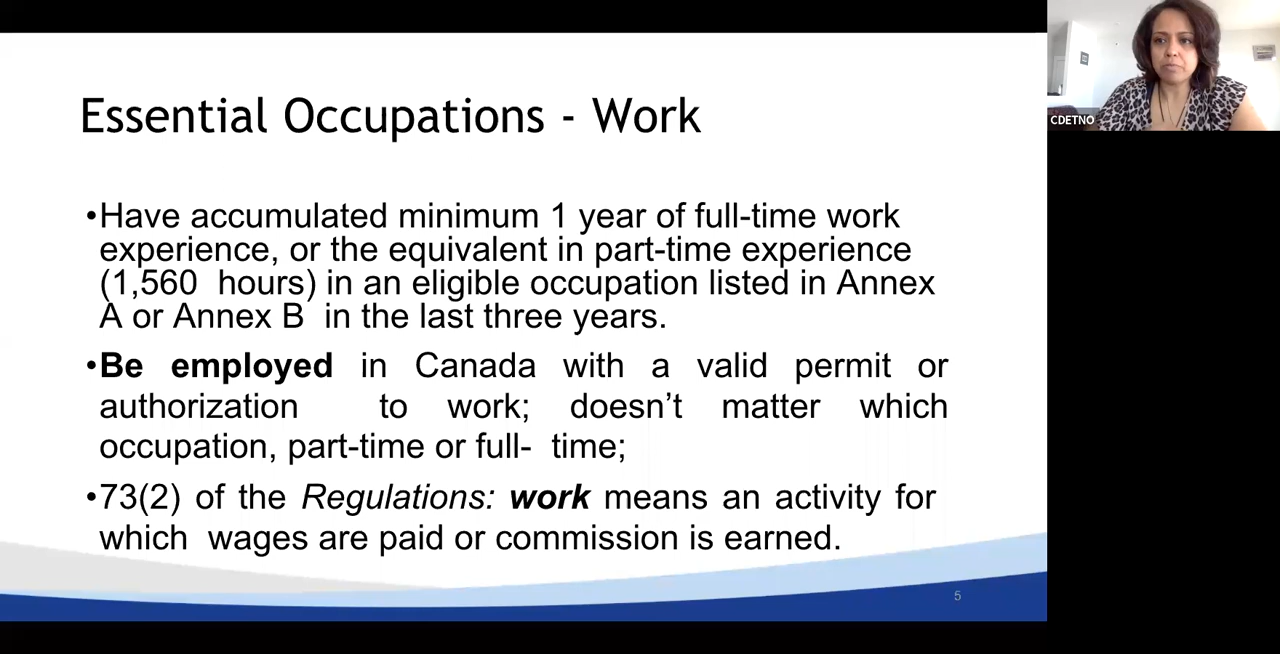 Essential Occupations - Work
•Have accumulated minimum 1 year of full-time work
experience, or the equivalent in part-time experience
(1,560 hours) in an eligible occupation listed in Annex
A or Annex B in the last three years.
•Be employed in Canada with a valid permit or
authorization to work; doesn’t matter which
occupation, part-time or full- time;
•73(2) of the Regulations: work means an activity for
which wages are paid or commission is earned.
5
CDETNO